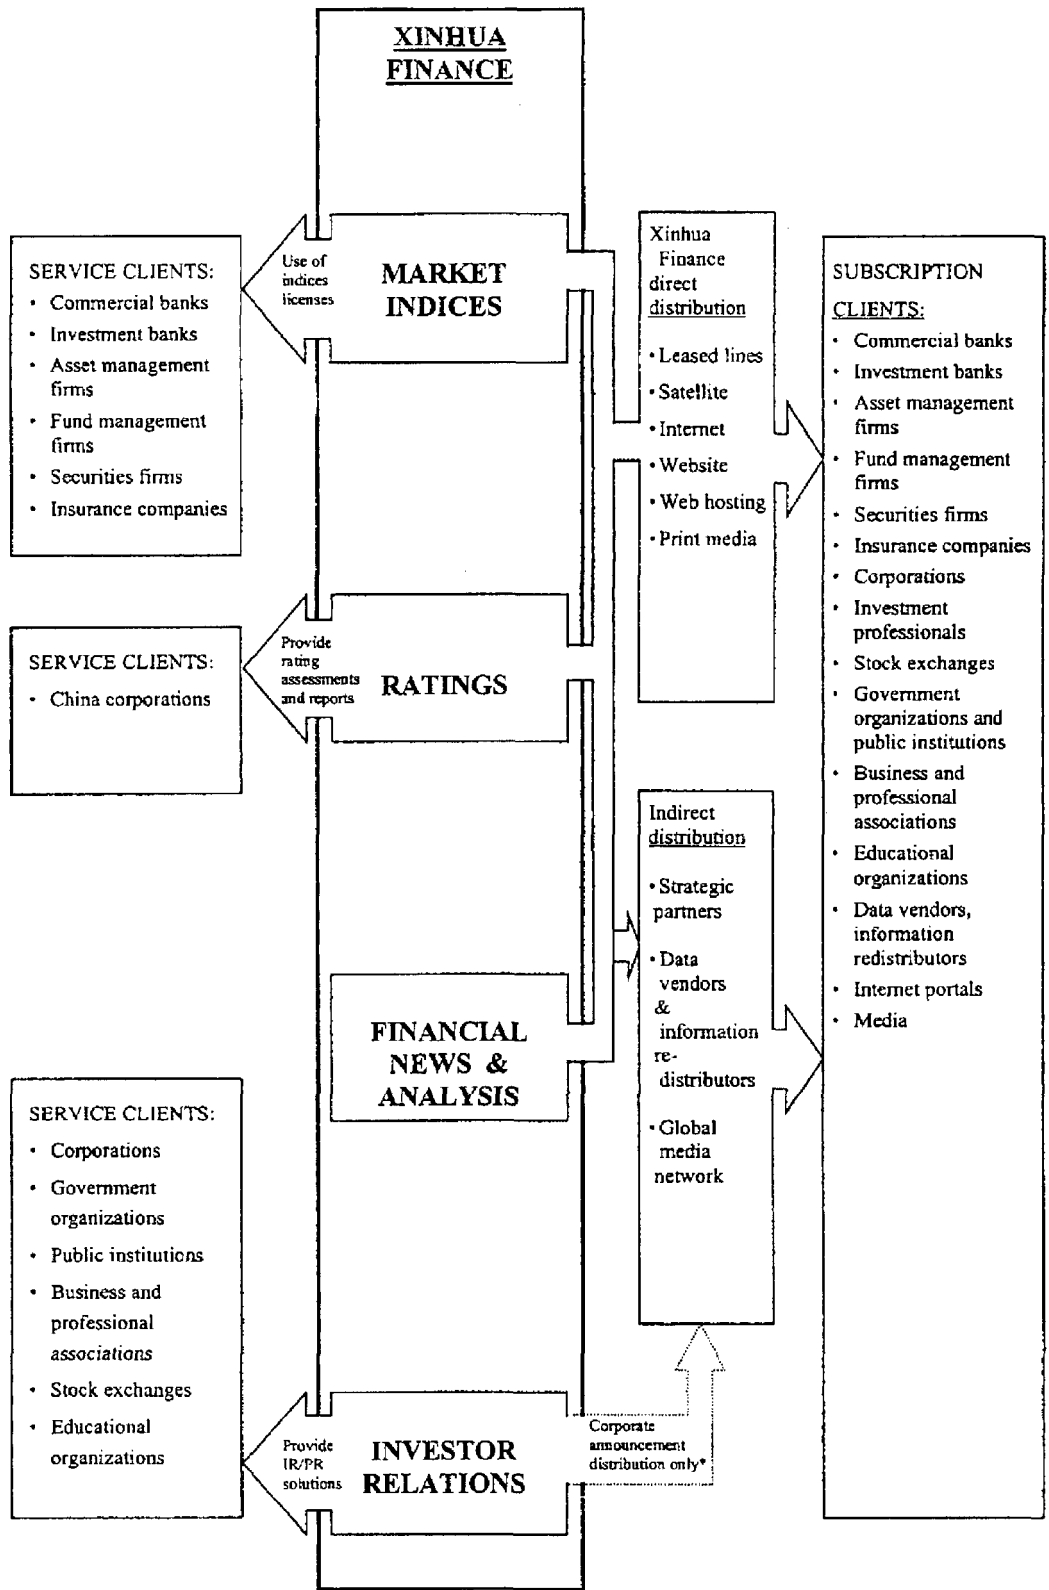 XINHUA
FINANCE
SERVICE CLIENTS:
• Commercial banks
• Investment banks
• Asset management
firms
• Fund management
firms
• Securities firms
• Insurance companies
Use of
indices
licenses
MARKET
INDICES
SERVICE CLIENTS:
• China corporations
Provide
rating
assessments
and reports
RATINGS
FINANCIAL
NEWS &
ANALYSIS
SERVICE CLIENTS:
• Corporations
• Government
organizations
• Public institutions
• Business and
professional
associations
• Stock exchanges
• Educational
organizations
Provide
IR/PR
solutions
INVESTOR
RELATIONS
Corporate
announcement
distribution only*
Xinhua
Finance
direct
distribution
• Leased lines
• Satellite
• Internet
• Website
• Web hosting
• Print media
Indirect
distribution
• Strategic
partners
• Data
vendors
&
information
re-
distributors
• Global
media
network
SUBSCRIPTION
CLIENTS:
• Commercial banks
• Investment banks
• Asset management
firms
• Fund management
firms
• Securities firms
• Insurance companies
• Corporations
• Investment
professionals
• Stock exchanges
• Government
organizations and
public institutions
• Business and
professional
associations
• Educational
organizations
• Data vendors,
information
redistributors
• Internet portals
• Media